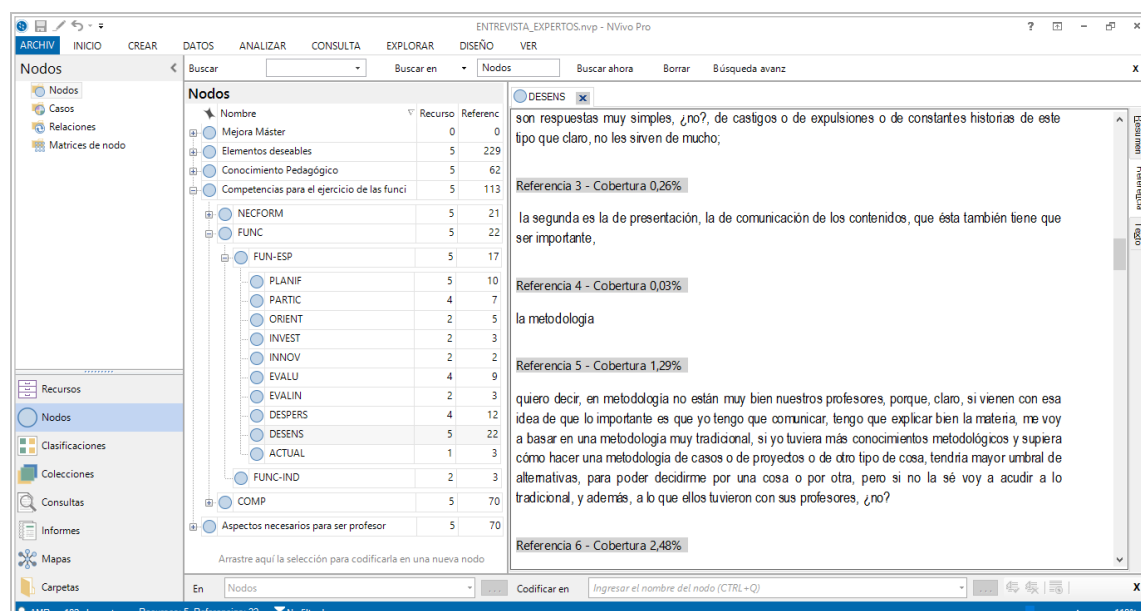 ENTREVISTA_EXPERTOS.nvp - NVivo Pro
ARCHIV INICIO CREAR DATOS ANALIZAR CONSULTA EXPLORAR DISEÑO VER
Nodos
Buscar Buscar en Nodos Buscar ahora Borrar Búsqueda avanz x
Nodos
Casos
Relaciones
Matrices de nodo
Recursos
Nodos
Clasificaciones
Colecciones
Consultas
Informes
Mapas
Carpetas
Nodos
Nombre Recurso Referenc
Mejora Máster 0 0
Elementos deseables 5 229
Conocimiento Pedagógico 5 62
Competencias para el ejercicio de las funci 5 113
NECFORM 5 21
FUNC 5 22
FUN-ESP 5 17
PLANIF 5 10
PARTIC 4 7
ORIENT 2 5
INVEST 2 3
INNOV 2 2
EVALU 4 9
EVALIN 2 3
DESPERS 4 12
DESENS 5 22
ACTUAL 1 3
FUNC-IND 2 3
COMP 5 70
Aspectos necesarios para ser profesor 5 70
Arrastre aquí la selección para codificarla en una nueva nodo
DESENS
son respuestas muy simples, ¿no?, de castigos o de expulsiones o de constantes historias de este
tipo que claro, no les sirven de mucho;
Referencia 3 - Cobertura 0,26%
la segunda es la de presentación, la de comunicación de los contenidos, que ésta también tiene que
ser importante,
Referencia 4 - Cobertura 0,03%
la metodología
Referencia 5 - Cobertura 1,29%
quiero decir, en metodología no están muy bien nuestros profesores, porque, claro, si vienen con esa
idea de que lo importante es que yo tengo que comunicar, tengo que explicar bien la materia, me voy
a basar en una metodología muy tradicional, si yo tuviera más conocimientos metodológicos y supiera
cómo hacer una metodología de casos o de proyectos o de otro tipo de cosa, tendría mayor umbral de
alternativas, para poder decidirme por una cosa o por otra, pero si no la sé voy a acudir a lo
tradicional, y además, a lo que ellos tuvieron con sus profesores, ¿no?
Referencia 6 - Cobertura 2,48%
Resumen
Texto
En Nodos Codificar en Ingresar el nombre del nodo (CTRL+Q) x